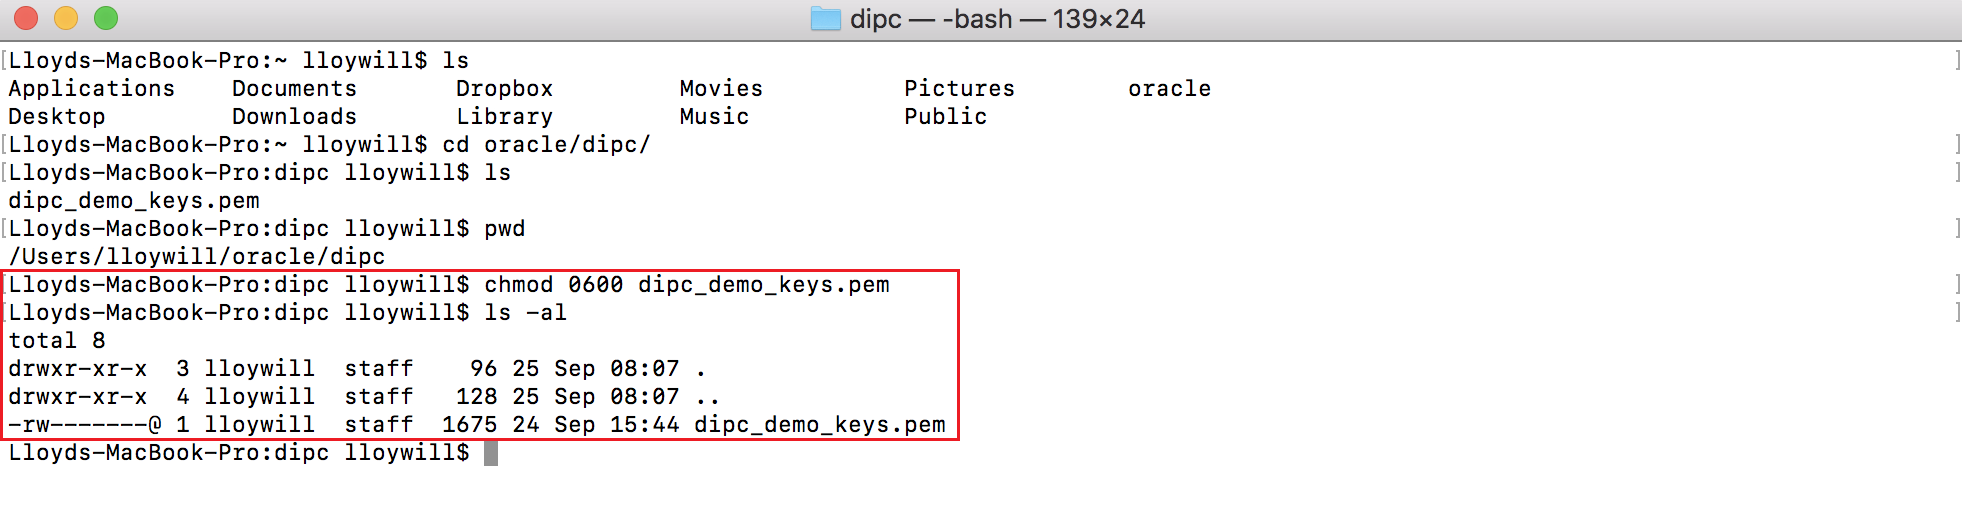 dipc — -bash — 139×24
Lloyds-MacBook-Pro:~ lloywill$ ls
Applications    Documents       Dropbox         Movies          Pictures        oracle
Desktop         Downloads       Library         Music           Public
Lloyds-MacBook-Pro:~ lloywill$ cd oracle/dipc/
Lloyds-MacBook-Pro:dipc lloywill$ ls
dipc_demo_keys.pem
Lloyds-MacBook-Pro:dipc lloywill$ pwd
/Users/lloywill/oracle/dipc
Lloyds-MacBook-Pro:dipc lloywill$ chmod 0600 dipc_demo_keys.pem
Lloyds-MacBook-Pro:dipc lloywill$ ls -al
total 8
drwxr-xr-x  3 lloywill  staff    96 25 Sep 08:07 .
drwxr-xr-x  4 lloywill  staff   128 25 Sep 08:07 ..
-rw-------@ 1 lloywill  staff  1675 24 Sep 15:44 dipc_demo_keys.pem
Lloyds-MacBook-Pro:dipc lloywill$